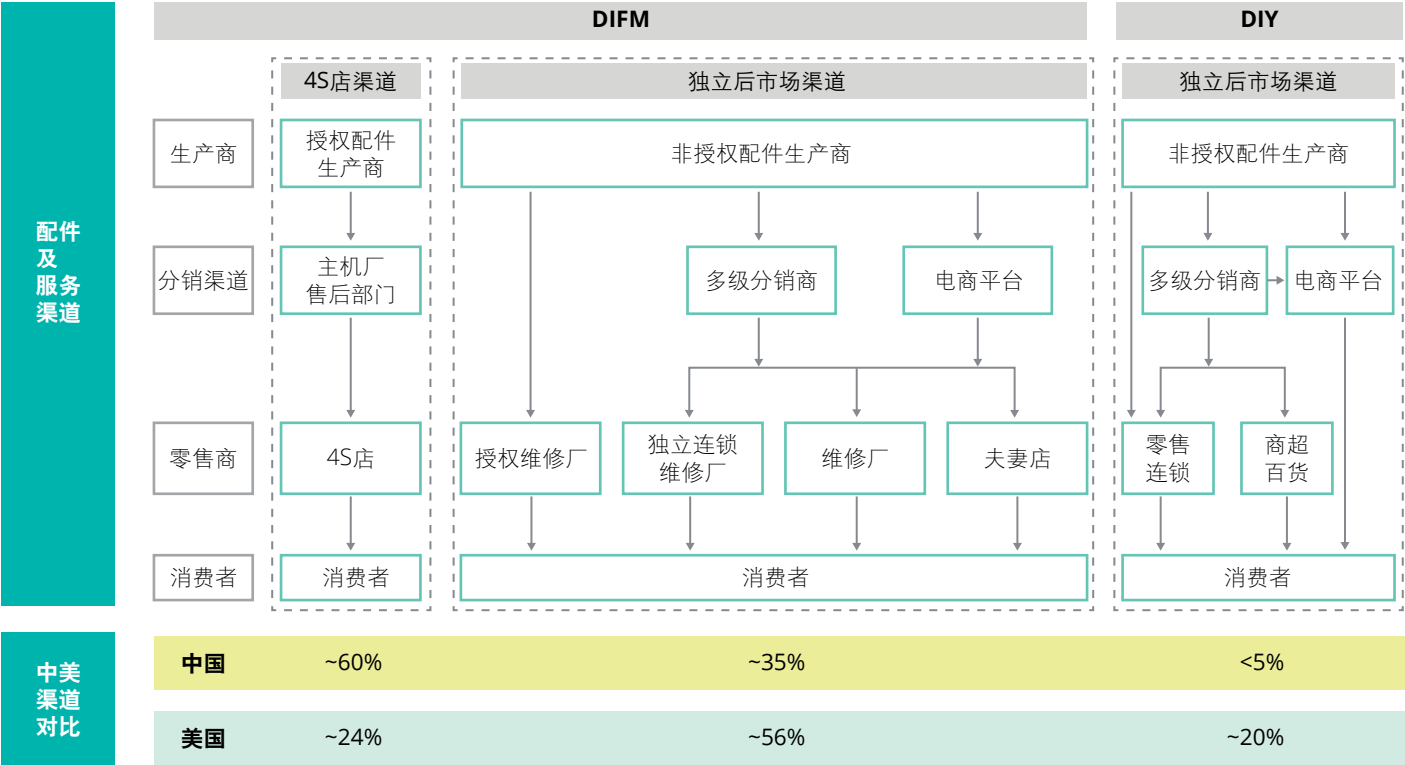 DIFM
DIY
4S店渠道
独立后市场渠道
独立后市场渠道
配件
及
服务
渠道
生产商
授权配件
生产商
非授权配件生产商
非授权配件生产商
分销渠道
主机厂
售后部门
多级分销商
电商平台
多级分销商
电商平台
零售商
4S店
授权维修厂
独立连锁
维修厂
维修厂
夫妻店
零售
连锁
商超
百货
消费者
消费者
消费者
消费者
中美
渠道
对比
中国
~60%
~35%
<5%
美国
~24%
~56%
~20%